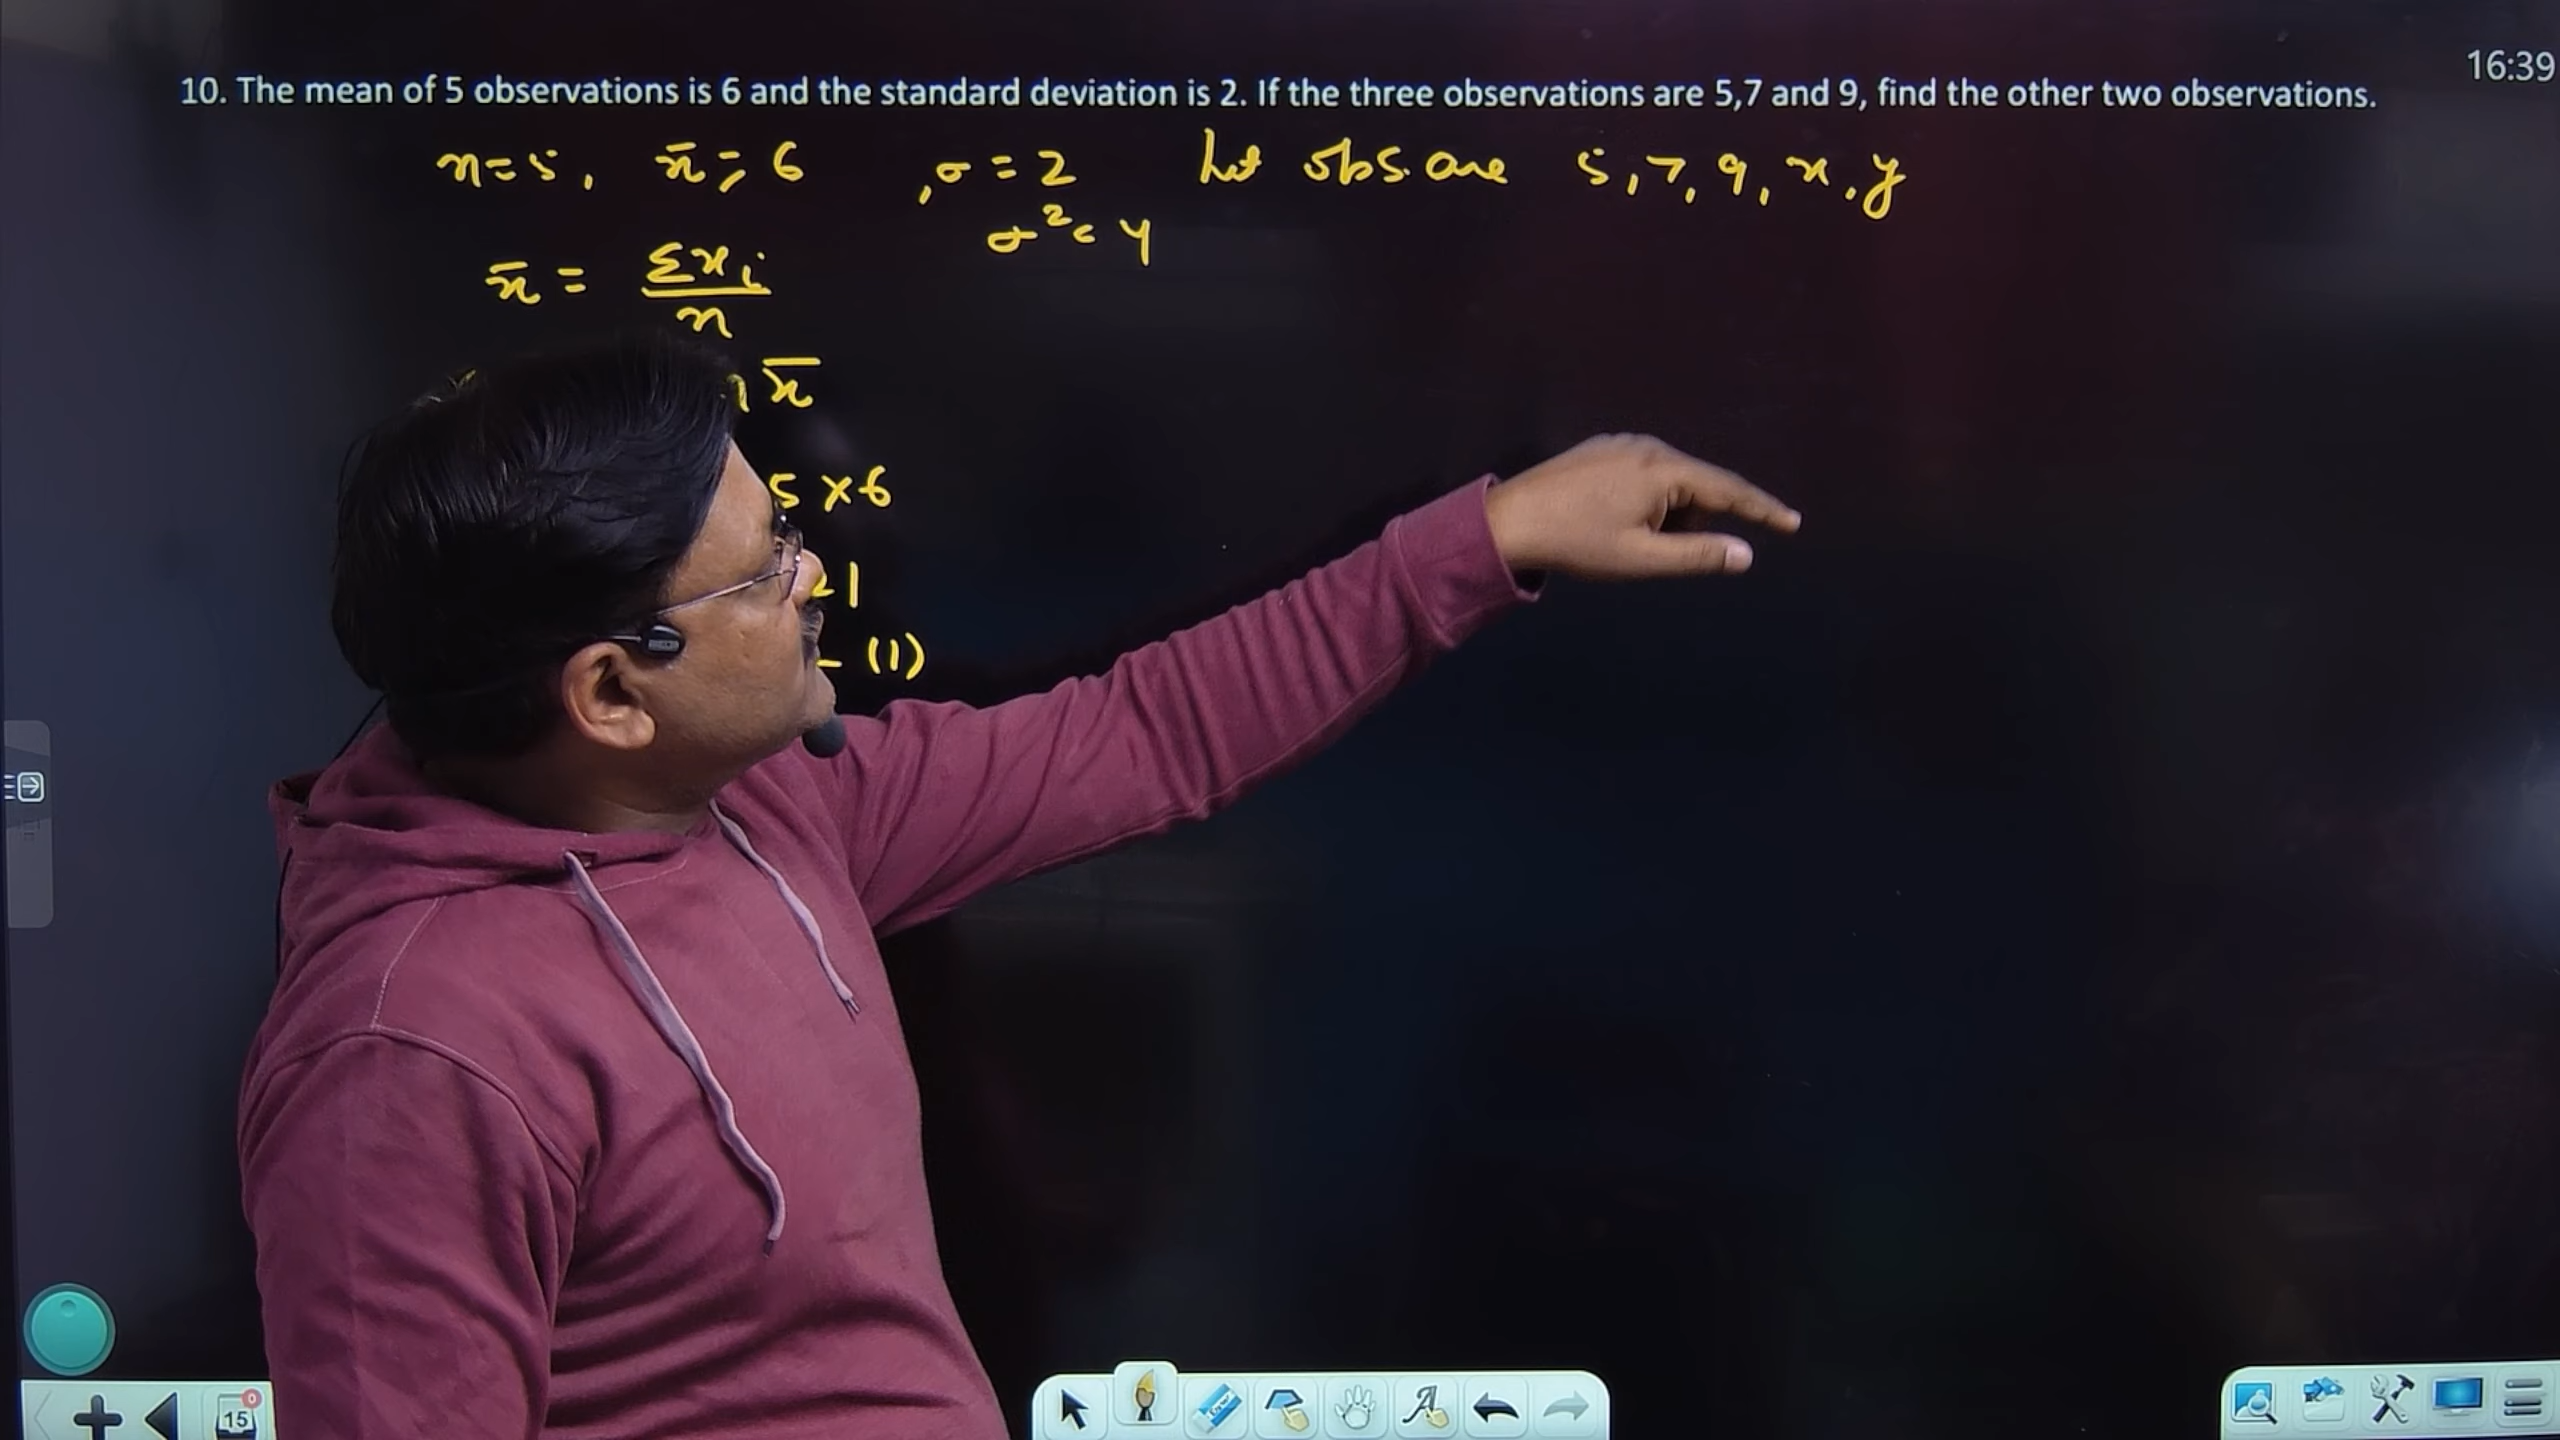 16:39
10. The mean of 5 observations is 6 and the standard deviation is 2. If the three observations are 5,7 and 9, find the other two observations.
n=5, x̄ = 6 , σ = 2 Let obs. are 5, 7, 9, x, y
σ² = 4
x̄ = Σxi / n
x̄
5 × 6
(1)
15
0